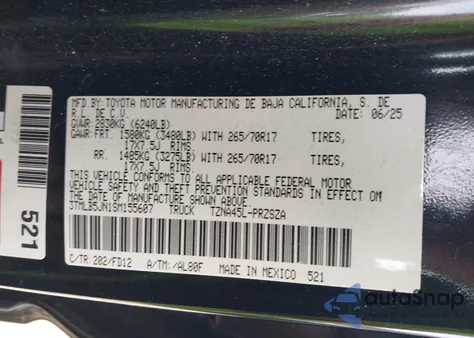 MFD.BY:TOYOTA MOTOR MANUFACTURING DE BAJA CALIFORNIA, S. DE
R.L. DE C.V. 06/25
GVWR: 2830KG (6240LB)
GAWR:FRT. 1580KG (3480LB) WITH 265/70R17 TIRES,
17X7.5J RIMS
RR. 1485KG (3275LB) WITH 265/70R17 TIRES,
17X7.5J RIMS
THIS VEHICLE CONFORMS TO ALL APPLICABLE FEDERAL MOTOR
VEHICLE SAFETY AND THEFT PREVENTION STANDARDS IN EFFECT ON
THE DATE OF MANUFACTURE SHOWN ABOVE.
3TMLB5JN1SM155607 TRUCK TZNA45L-PRZSZA
C/TR:202/FD12 A/TM:/AL80F MADE IN MEXICO 521
521
autoSnap